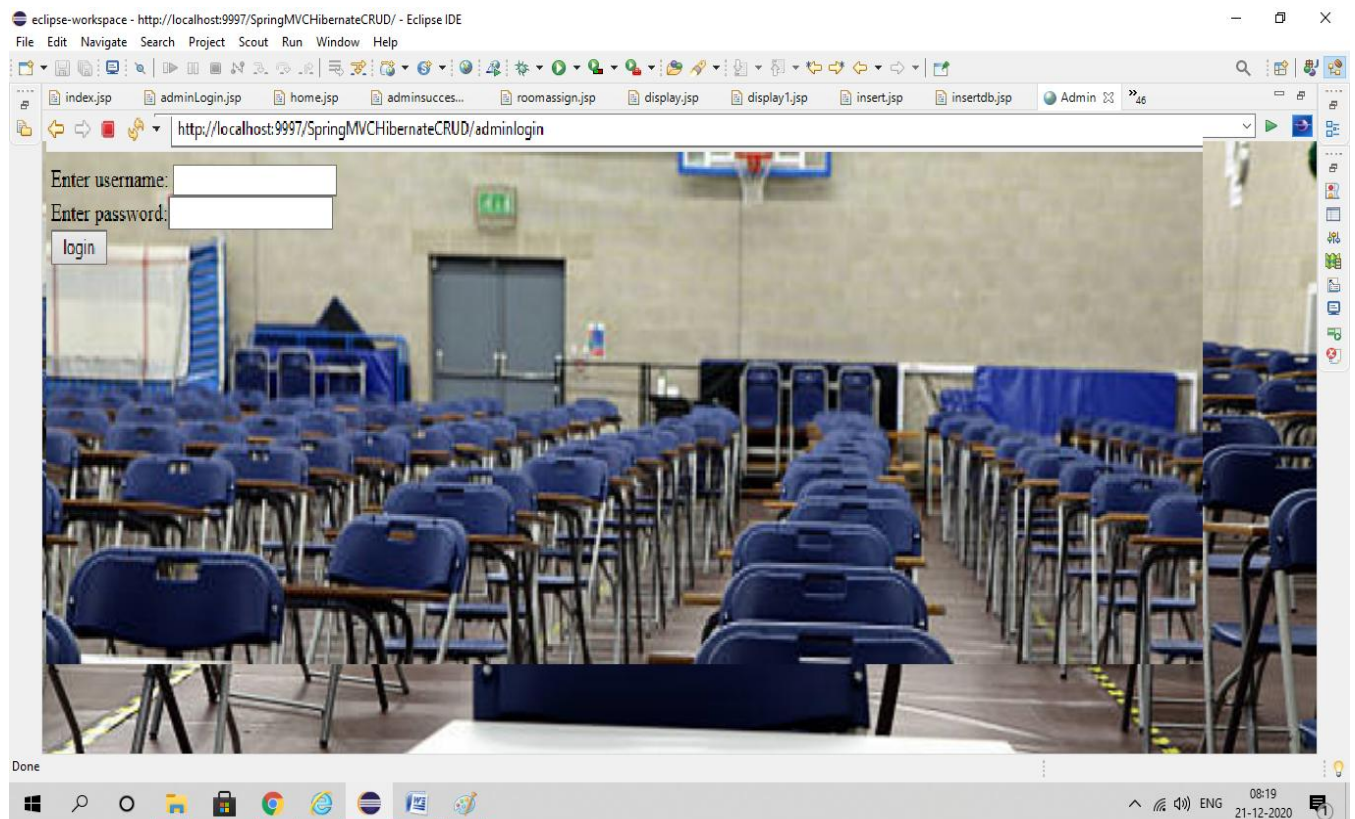 eclipse-workspace - http://localhost:9997/SpringMVCHibernateCRUD/ - Eclipse IDE
File Edit Navigate Search Project Scout Run Window Help
index.jsp adminLogin.jsp home.jsp adminsucces... roomassign.jsp display.jsp display1.jsp insert.jsp insertdb.jsp Admin »46
http://localhost:9997/SpringMVCHibernateCRUD/adminlogin
Enter username:
Enter password:
login
Done
ENG
08:19
21-12-2020
1